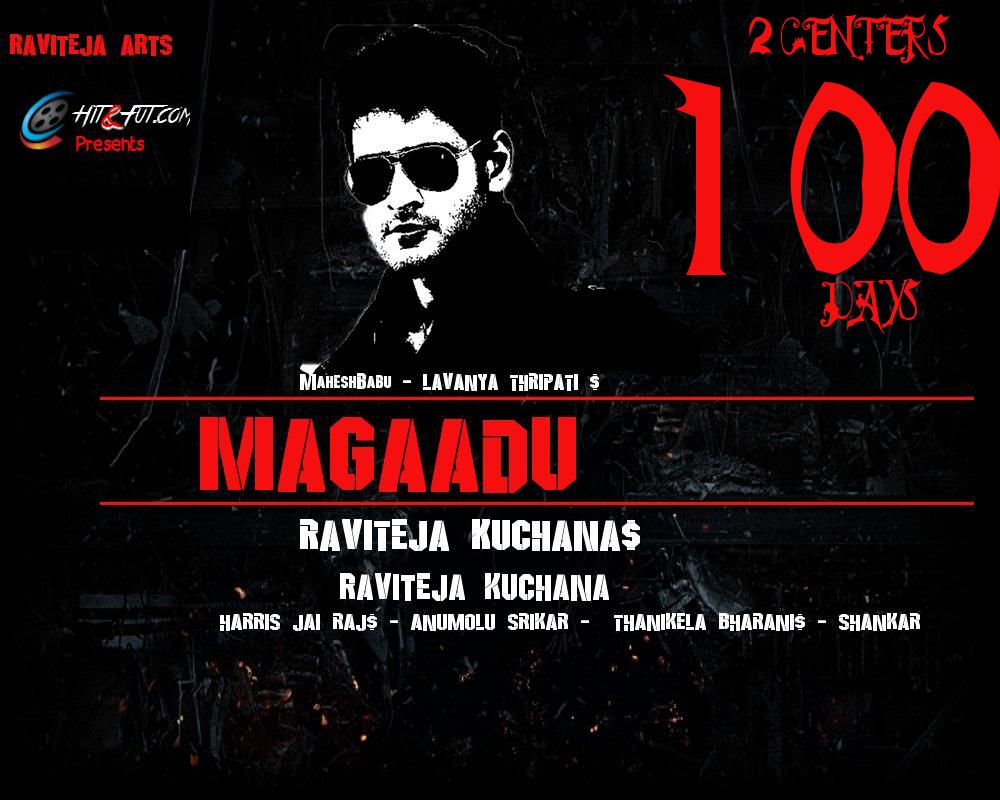 RAVITEJA ARTS
HIT&FUT.COM
Presents
2 CENTERS
100
DAYS
MAHESHBABU - LAVANYA THRIPATI $
MAGAADU
RAVITEJA KUCHANA$
RAVITEJA KUCHANA
HARRIS JAI RAJ$ - ANUMOLU SRIKAR - THANIKELA BHARANI$ - SHANKAR